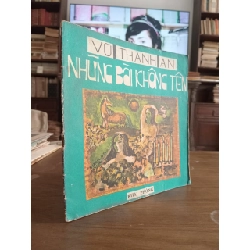 VŨ THÀNH AN
NHỮNG BÀI KHÔNG TÊN